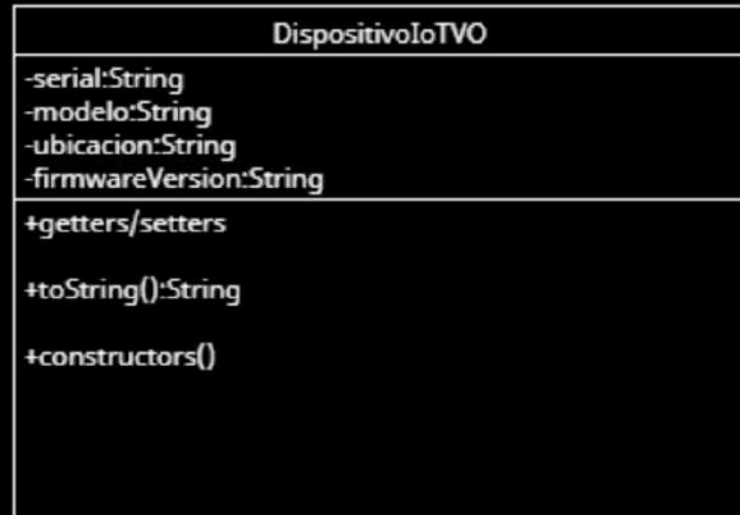 DispositivoIoTVO
-serial:String
-modelo:String
-ubicacion:String
-firmwareVersion:String
+getters/setters
+toString():String
+constructors()